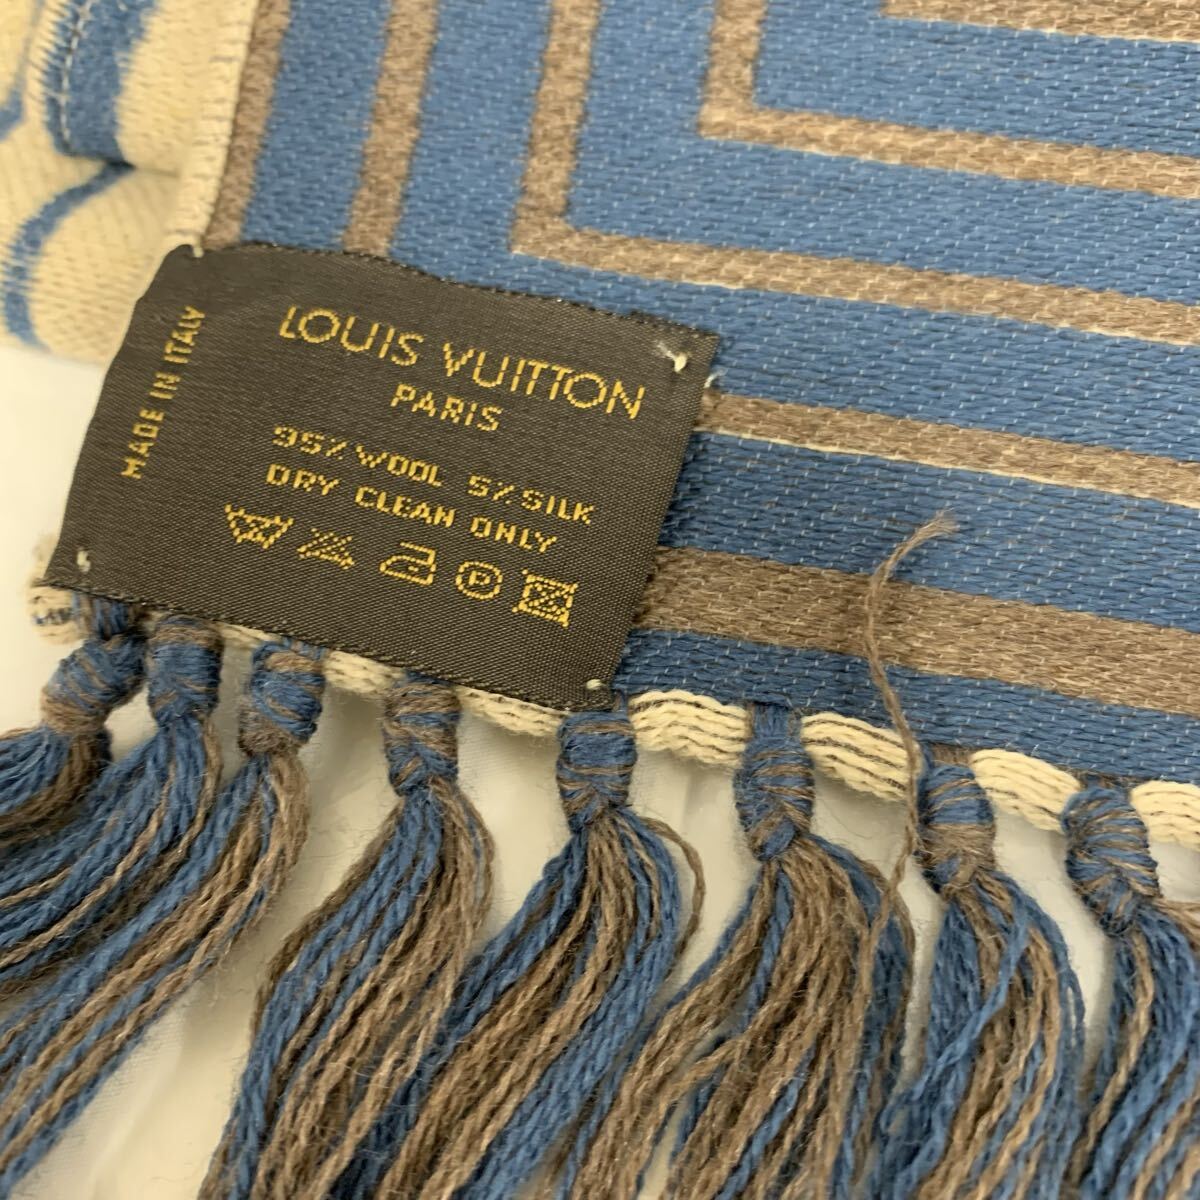 LOUIS VUITTON
PARIS
95% WOOL 5% SILK
DRY CLEAN ONLY
P
MADE IN ITALY